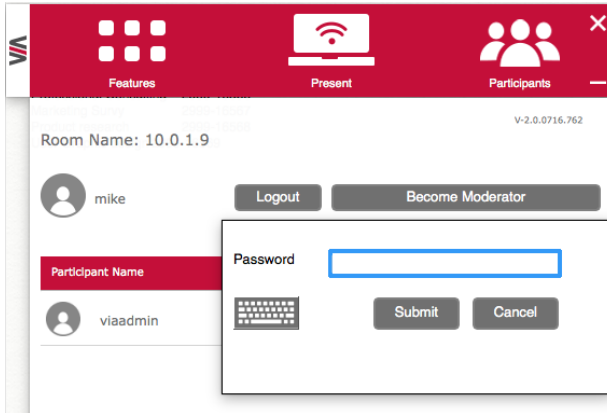 Features
Present
Participants
V-2.0.0716.762
Room Name: 10.0.1.9
mike
Logout
Become Moderator
Password
Participant Name
Submit
Cancel
viaadmin